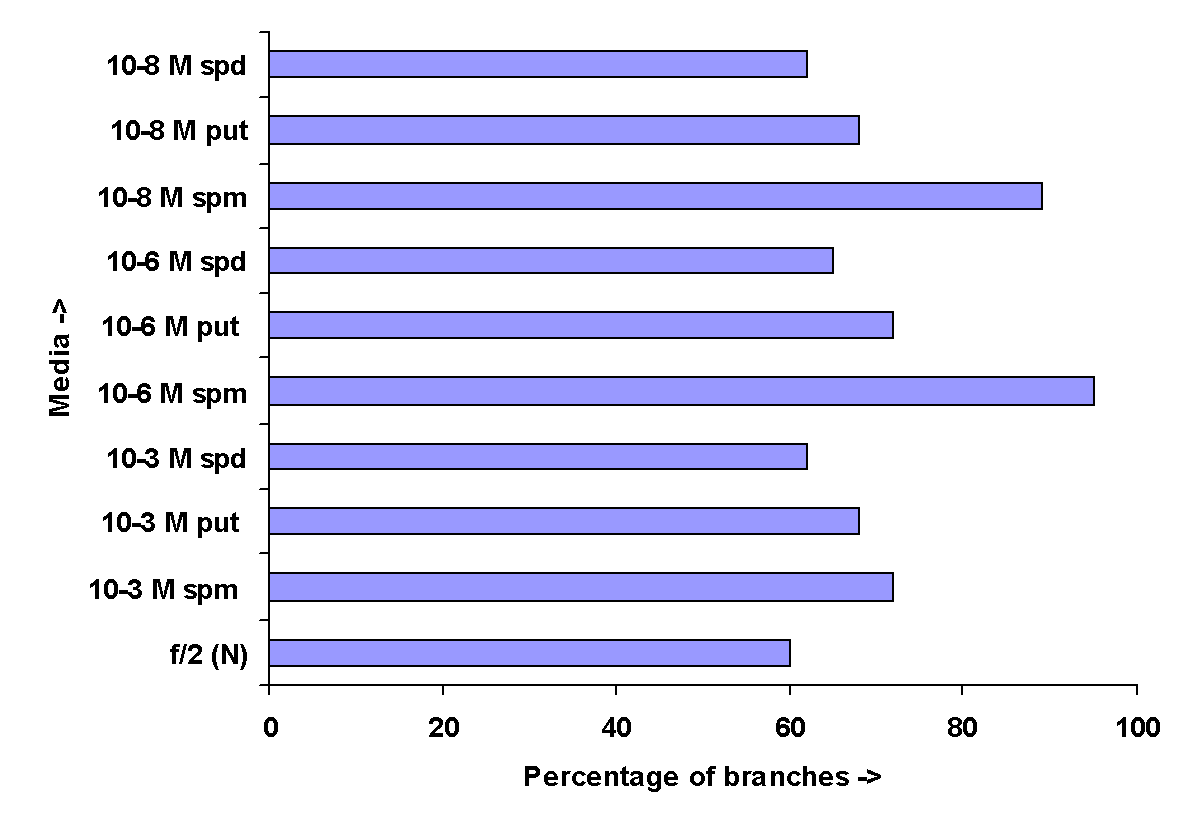 10-8 M spd
10-8 M put
10-8 M spm
10-6 M spd
10-6 M put
10-6 M spm
10-3 M spd
10-3 M put
10-3 M spm
f/2 (N)
Media ->
0 20 40 60 80 100
Percentage of branches ->